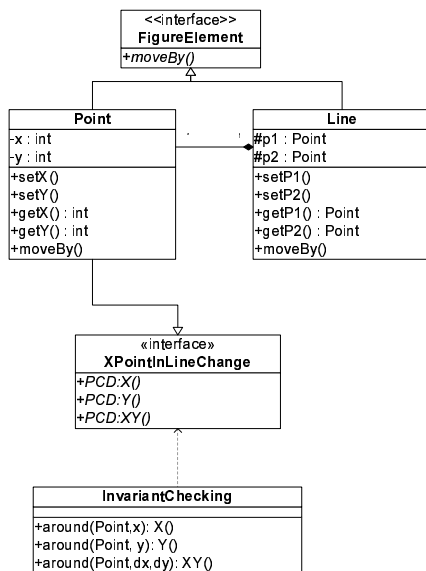 <<interface>>
FigureElement
+moveBy()
Point
-x : int
-y : int
+setX()
+setY()
+getX() : int
+getY() : int
+moveBy()
Line
#p1 : Point
#p2 : Point
+setP1()
+setP2()
+getP1() : Point
+getP2() : Point
+moveBy()
«interface»
XPointInLineChange
+PCD:X()
+PCD:Y()
+PCD:XY()
InvariantChecking
+around(Point,x): X()
+around(Point, y): Y()
+around(Point,dx,dy): XY()